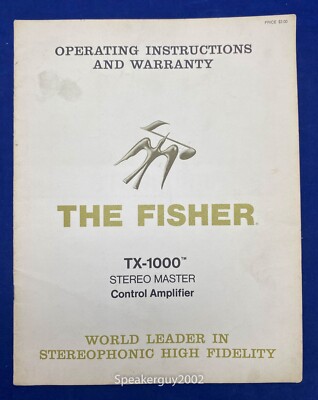 OPERATING INSTRUCTIONS
AND WARRANTY
THE FISHER
TX-1000™
STEREO MASTER
Control Amplifier
WORLD LEADER IN
STEREOPHONIC HIGH FIDELITY
Speakerguy2002